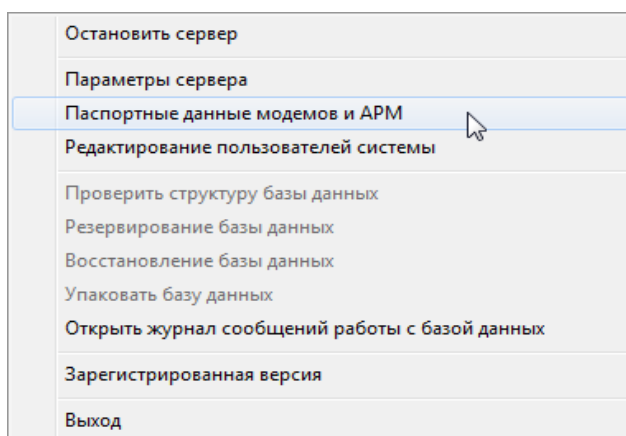 Остановить сервер
Параметры сервера
Паспортные данные модемов и АРМ
Редактирование пользователей системы
Проверить структуру базы данных
Резервирование базы данных
Восстановление базы данных
Упаковать базу данных
Открыть журнал сообщений работы с базой данных
Зарегистрированная версия
Выход